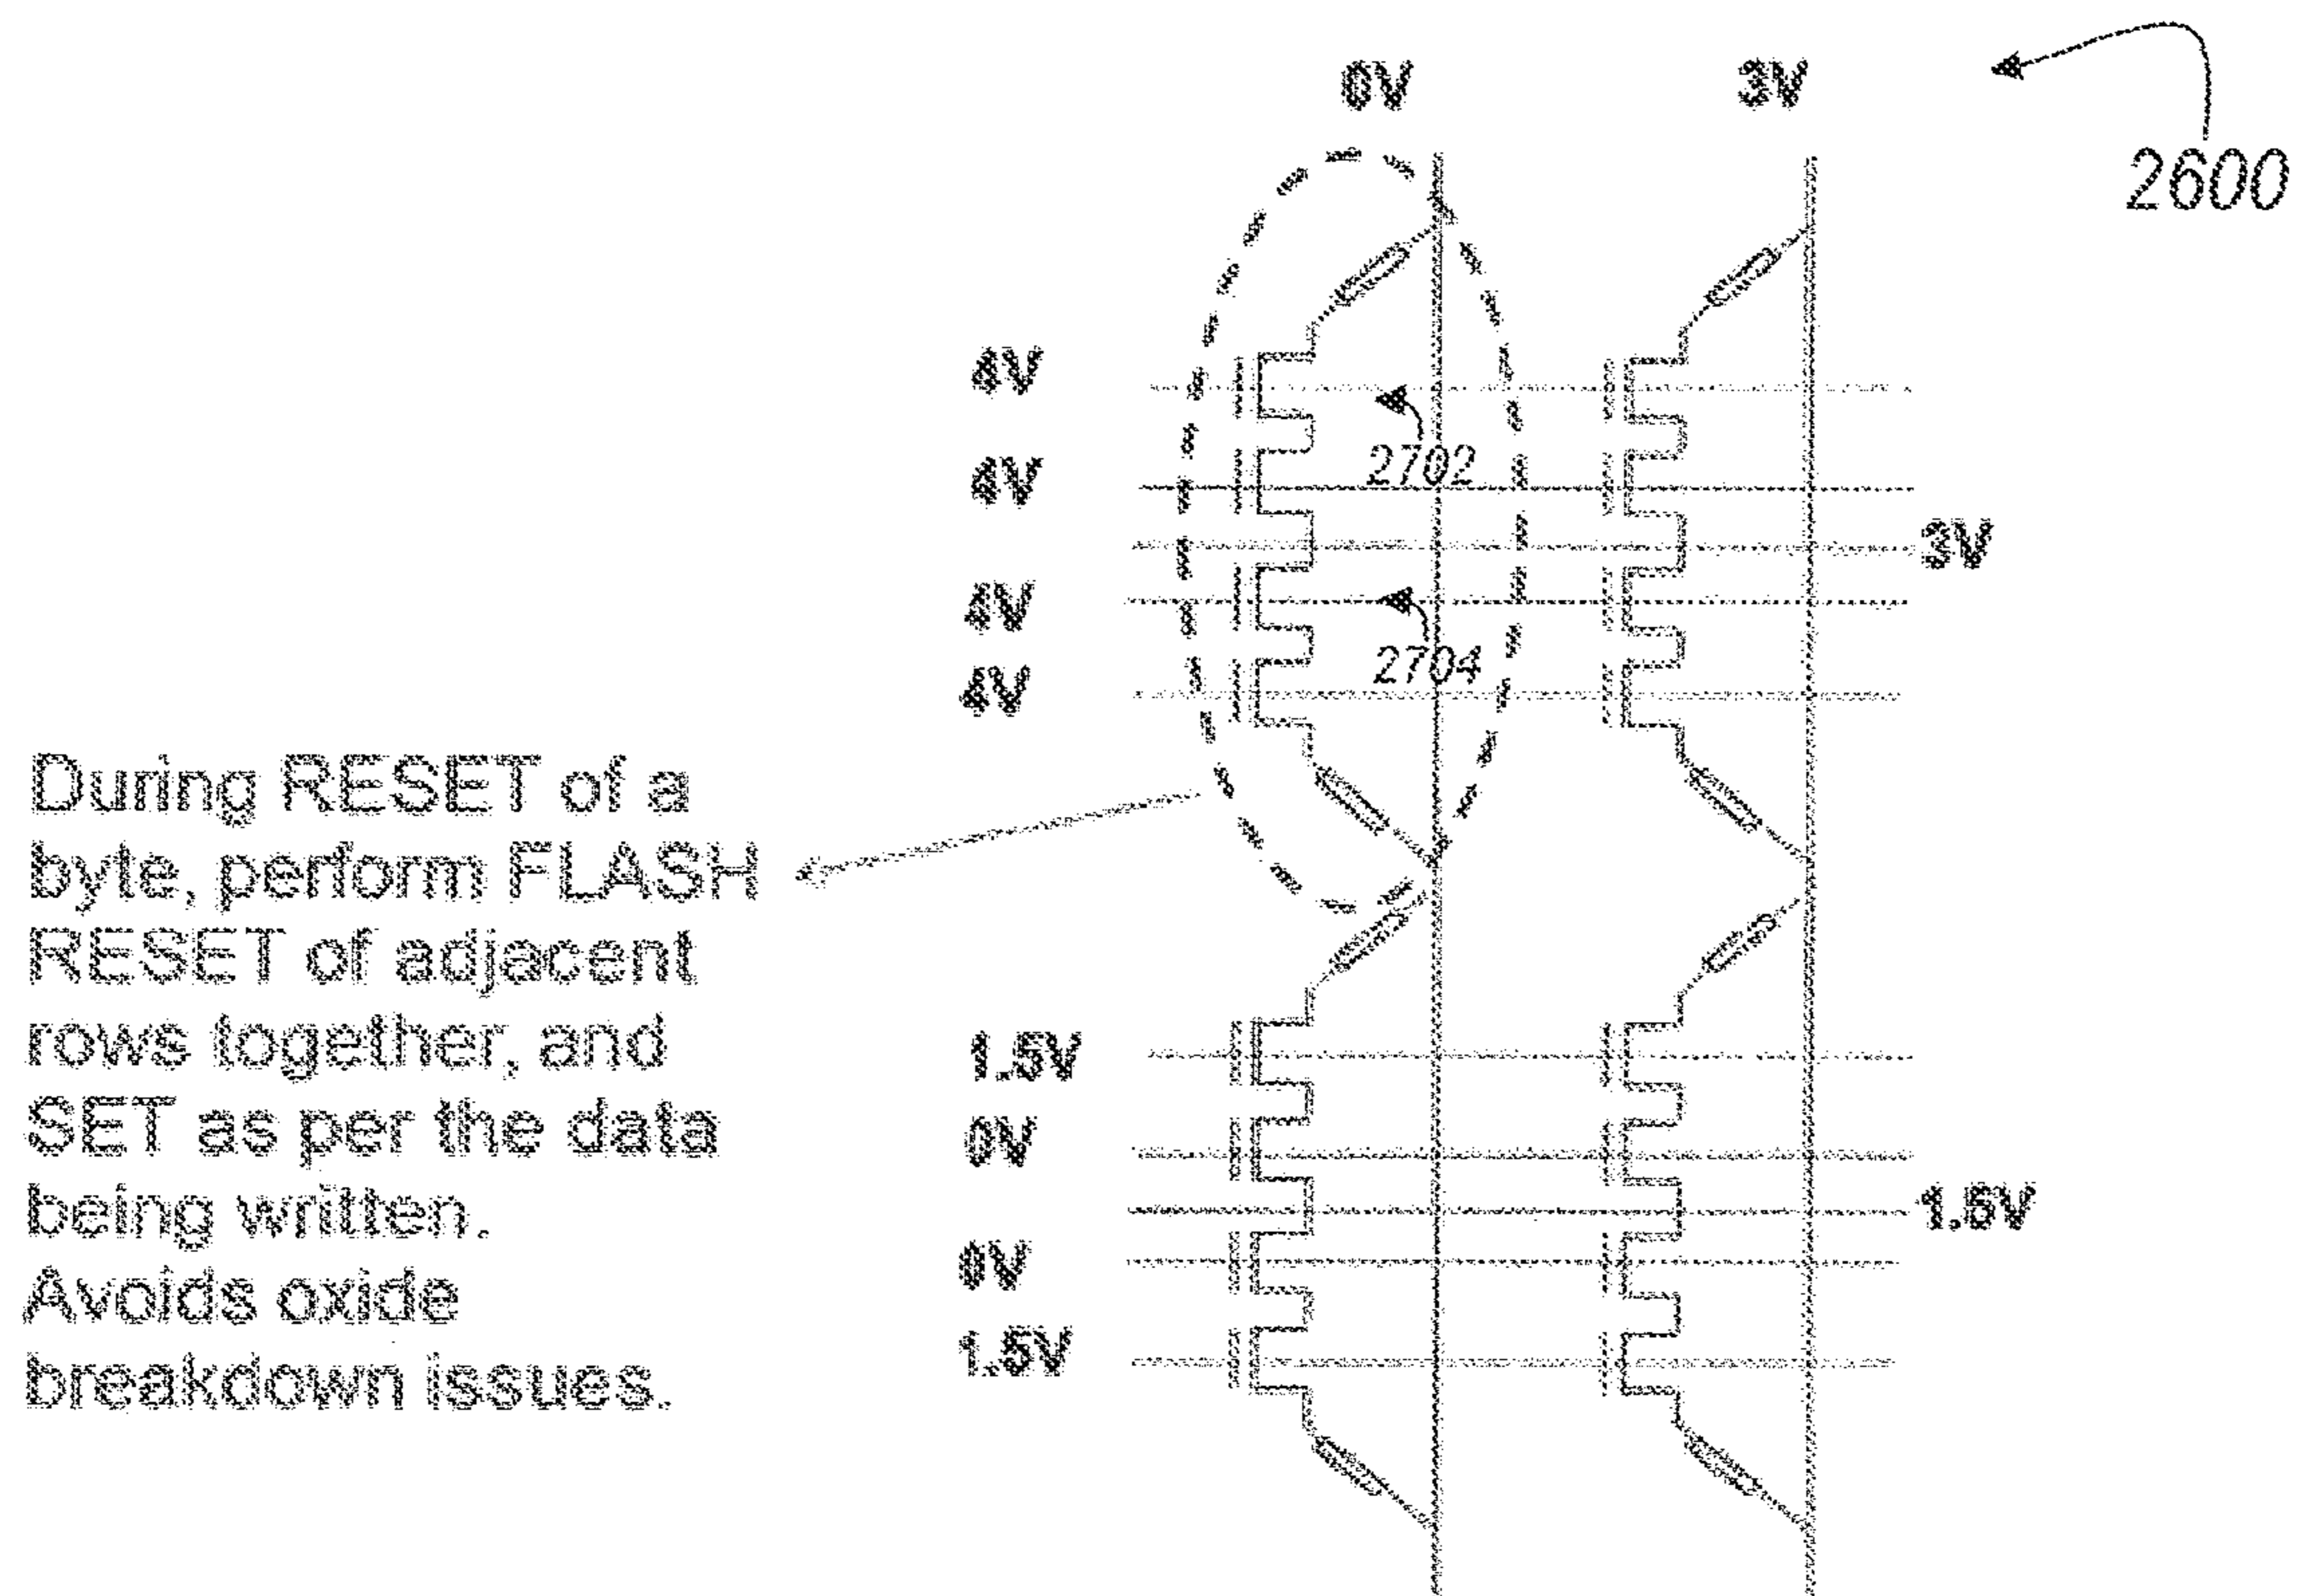 0V 3V
2600
4V
2702
4V
3V
4V
2704
4V
During RESET of a
byte, perform FLASH
RESET of adjacent
rows together, and
SET as per the data
being written.
Avoids oxide
breakdown issues.
1.5V
0V
1.5V
0V
1.5V